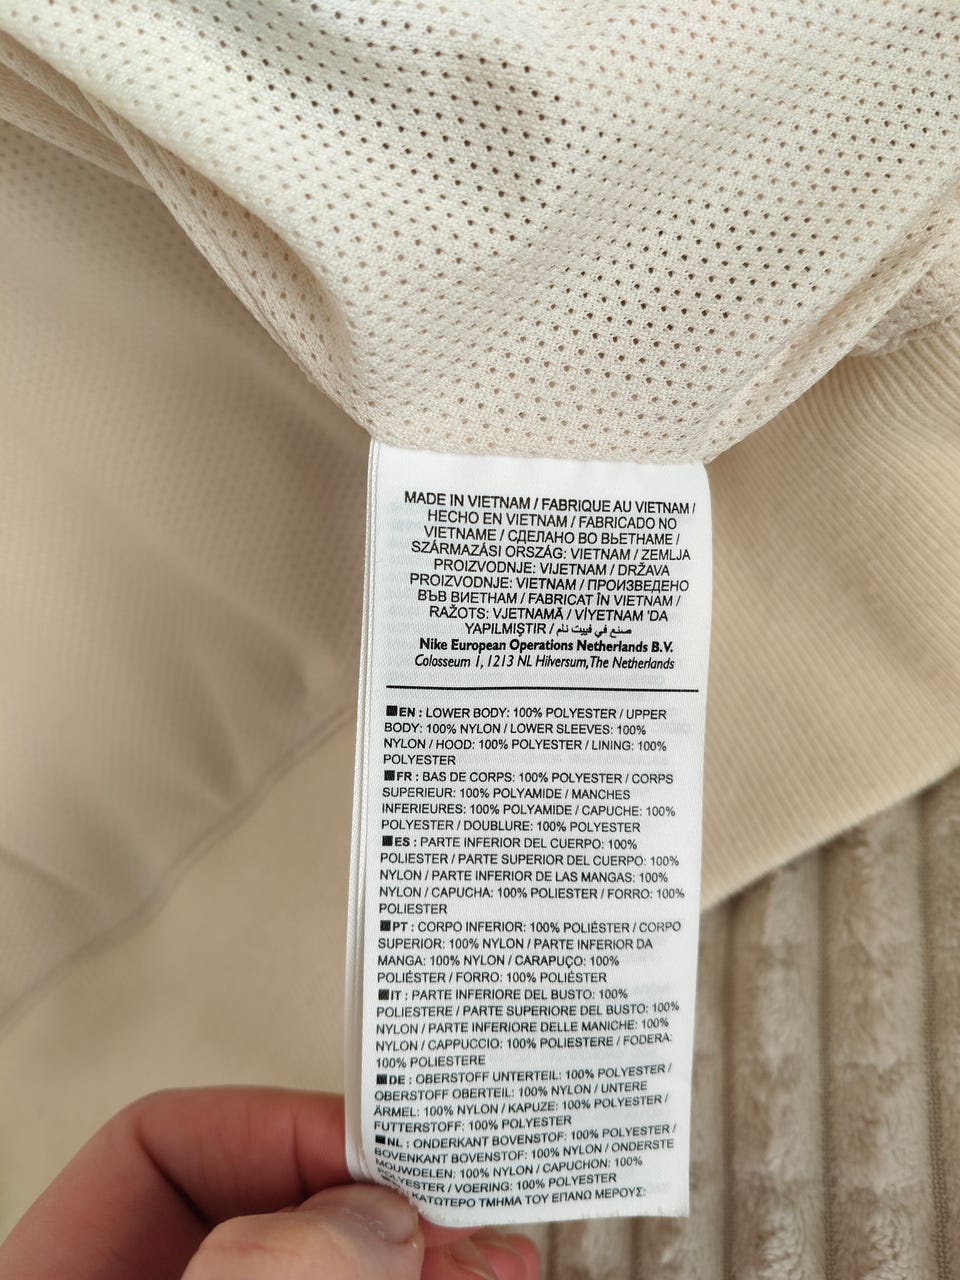 MADE IN VIETNAM / FABRIQUE AU VIETNAM /
HECHO EN VIETNAM / FABRICADO NO
VIETNAME / СДЕЛАНО ВО ВЬЕТНАМЕ /
SZÁRMAZÁSI ORSZÁG: VIETNAM / ZEMLJA
PROIZVODNJE: VIJETNAM / DRŽAVA
PROIZVODNJE: VIETNAM / ПРОИЗВЕДЕНО
ВЪВ ВИЕТНАМ / FABRICAT ÎN VIETNAM /
RAŽOTS: VJETNAMĀ / VİYETNAM 'DA
YAPILMIŞTIR / صنع في فييت نام
Nike European Operations Netherlands B.V.
Colosseum 1, 1213 NL Hilversum, The Netherlands
EN : LOWER BODY: 100% POLYESTER / UPPER
BODY: 100% NYLON / LOWER SLEEVES: 100%
NYLON / HOOD: 100% POLYESTER / LINING: 100%
POLYESTER
FR : BAS DE CORPS: 100% POLYESTER / CORPS
SUPERIEUR: 100% POLYAMIDE / MANCHES
INFERIEURES: 100% POLYAMIDE / CAPUCHE: 100%
POLYESTER / DOUBLURE: 100% POLYESTER
ES : PARTE INFERIOR DEL CUERPO: 100%
POLIESTER / PARTE SUPERIOR DEL CUERPO: 100%
NYLON / PARTE INFERIOR DE LAS MANGAS: 100%
NYLON / CAPUCHA: 100% POLIESTER / FORRO: 100%
POLIESTER
PT : CORPO INFERIOR: 100% POLIÉSTER / CORPO
SUPERIOR: 100% NYLON / PARTE INFERIOR DA
MANGA: 100% NYLON / CARAPUÇO: 100%
POLIÉSTER / FORRO: 100% POLIÉSTER
IT : PARTE INFERIORE DEL BUSTO: 100%
POLIESTERE / PARTE SUPERIORE DEL BUSTO: 100%
NYLON / PARTE INFERIORE DELLE MANICHE: 100%
NYLON / CAPPUCCIO: 100% POLIESTERE / FODERA:
100% POLIESTERE
DE : OBERSTOFF UNTERTEIL: 100% POLYESTER /
OBERSTOFF OBERTEIL: 100% NYLON / UNTERE
ÄRMEL: 100% NYLON / KAPUZE: 100% POLYESTER /
FUTTERSTOFF: 100% POLYESTER
NL : ONDERKANT BOVENSTOF: 100% POLYESTER /
BOVENKANT BOVENSTOF: 100% NYLON / ONDERSTE
MOUWDELEN: 100% NYLON / CAPUCHON: 100%
POLYESTER / VOERING: 100% POLYESTER
ΚΑΤΩΤΕΡΟ ΤΜΗΜΑ ΤΟΥ ΕΠΑΝΩ ΜΕΡΟΥΣ: